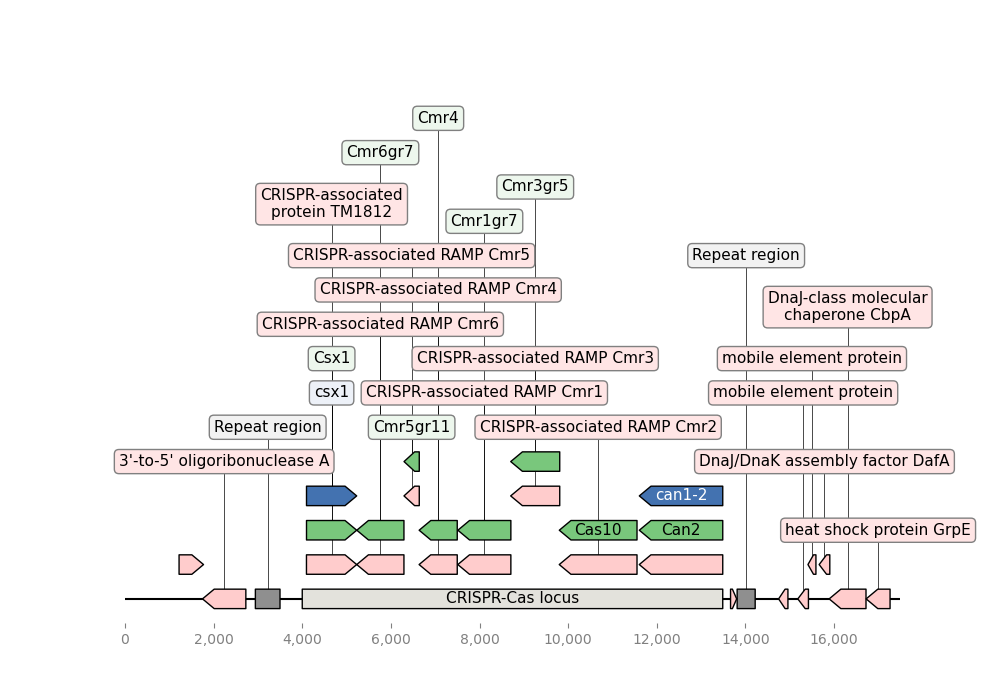 Cmr4
Cmr6gr7
Cmr3gr5
CRISPR-associated
protein TM1812
Cmr1gr7
CRISPR-associated RAMP Cmr5
Repeat region
CRISPR-associated RAMP Cmr4
DnaJ-class molecular
chaperone CbpA
CRISPR-associated RAMP Cmr6
Csx1
CRISPR-associated RAMP Cmr3
mobile element protein
csx1
CRISPR-associated RAMP Cmr1
mobile element protein
Repeat region
Cmr5gr11
CRISPR-associated RAMP Cmr2
3'-to-5' oligoribonuclease A
DnaJ/DnaK assembly factor DafA
can1-2
Cas10
Can2
heat shock protein GrpE
CRISPR-Cas locus
0
2,000
4,000
6,000
8,000
10,000
12,000
14,000
16,000